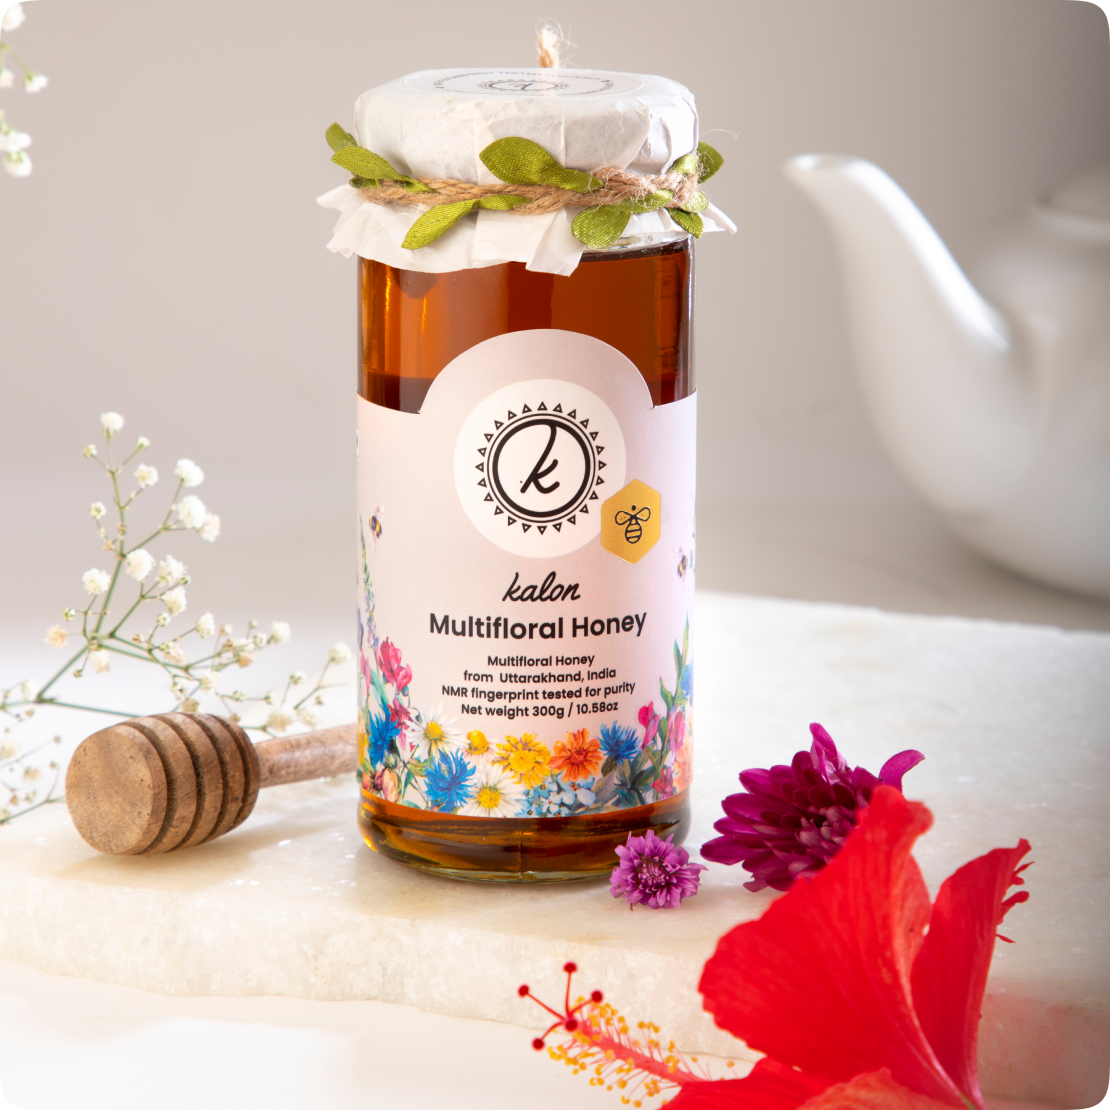 k
kalon
Multifloral Honey
Multifloral Honey
from Uttarakhand, India
NMR fingerprint tested for purity
Net weight 300g / 10.58oz